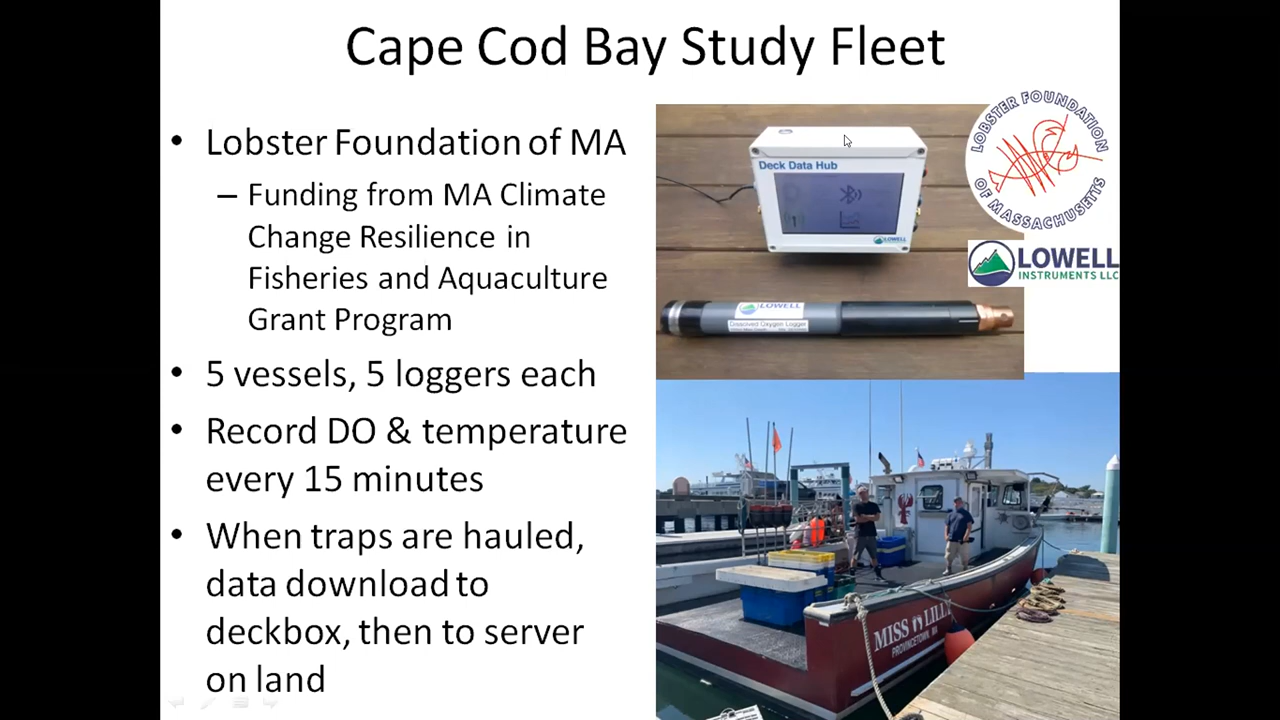 Cape Cod Bay Study Fleet
• Lobster Foundation of MA
– Funding from MA Climate
Change Resilience in
Fisheries and Aquaculture
Grant Program
• 5 vessels, 5 loggers each
• Record DO & temperature
every 15 minutes
• When traps are hauled,
data download to
deckbox, then to server
on land
Deck Data Hub
LOWELL
LOBSTER FOUNDATION
OF MASSACHUSETTS
LOWELL
INSTRUMENTS LLC
LOWELL
Dissolved Oxygen Logger
MISS LILLY
PROVINCETOWN, MA